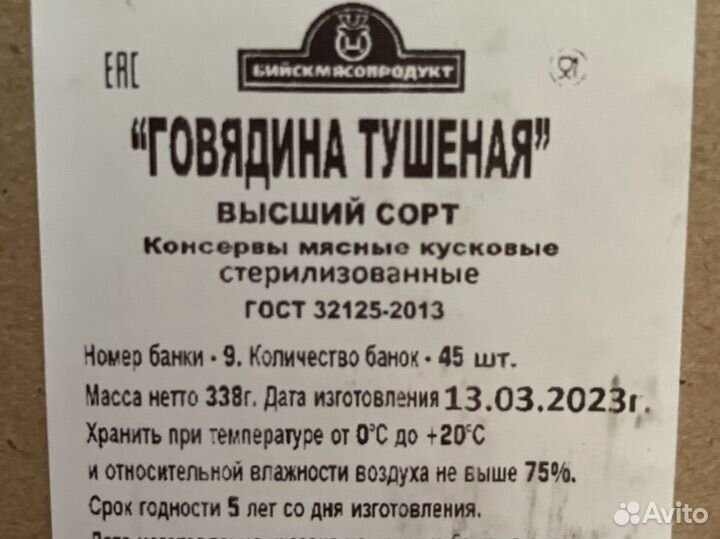 БИЙСКМЯСОПРОДУКТ
EAC
“ГОВЯДИНА ТУШЕНАЯ”
ВЫСШИЙ СОРТ
Консервы мясные кусковые
стерилизованные
ГОСТ 32125-2013
Номер банки - 9. Количество банок - 45 шт.
Масса нетто 338г. Дата изготовления 13.03.2023г.
Хранить при температуре от 0°С до +20°С
и относительной влажности воздуха не выше 75%.
Срок годности 5 лет со дня изготовления.
Avito